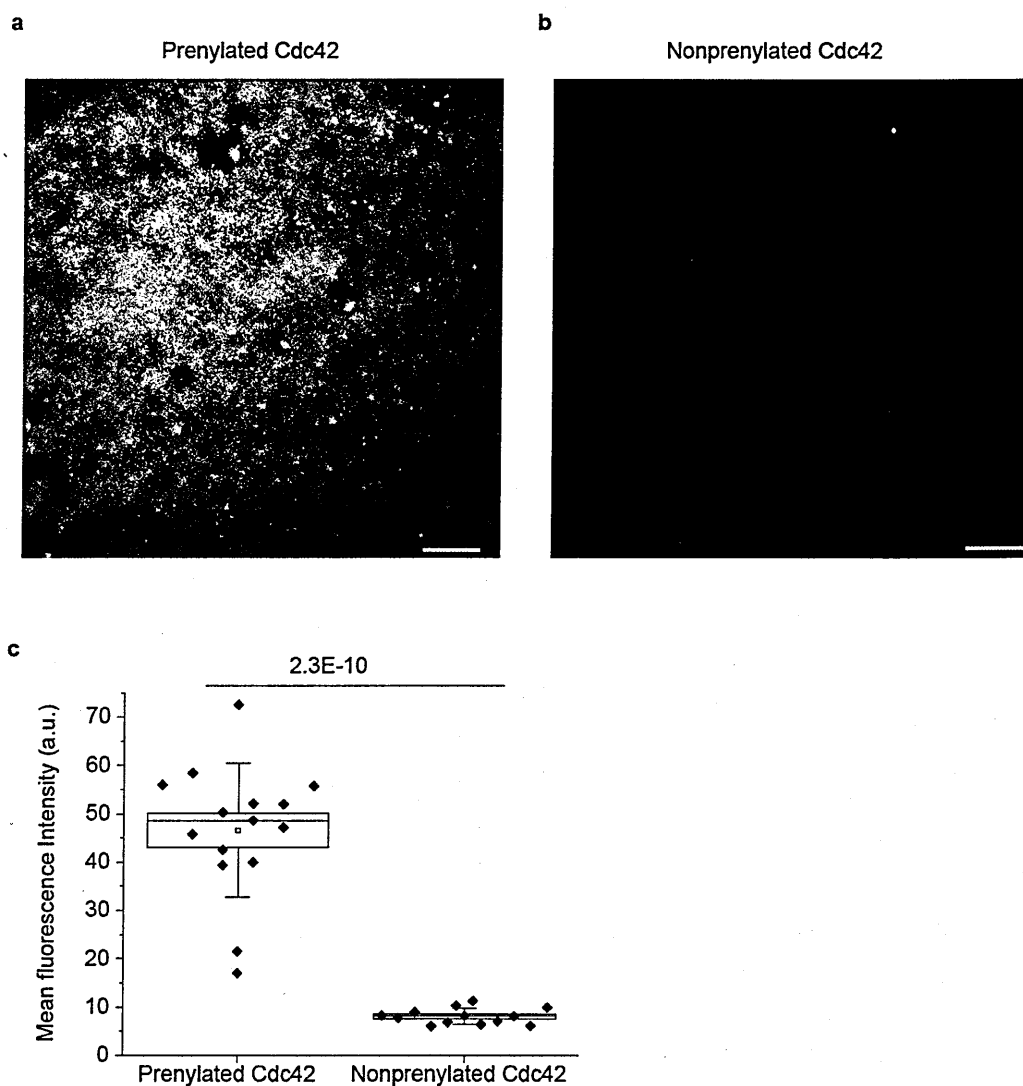 a
Prenylated Cdc42
b
Nonprenylated Cdc42
c
2.3E-10
Mean fluorescence Intensity (a.u.)
70
60
50
40
30
20
10
0
Prenylated Cdc42
Nonprenylated Cdc42